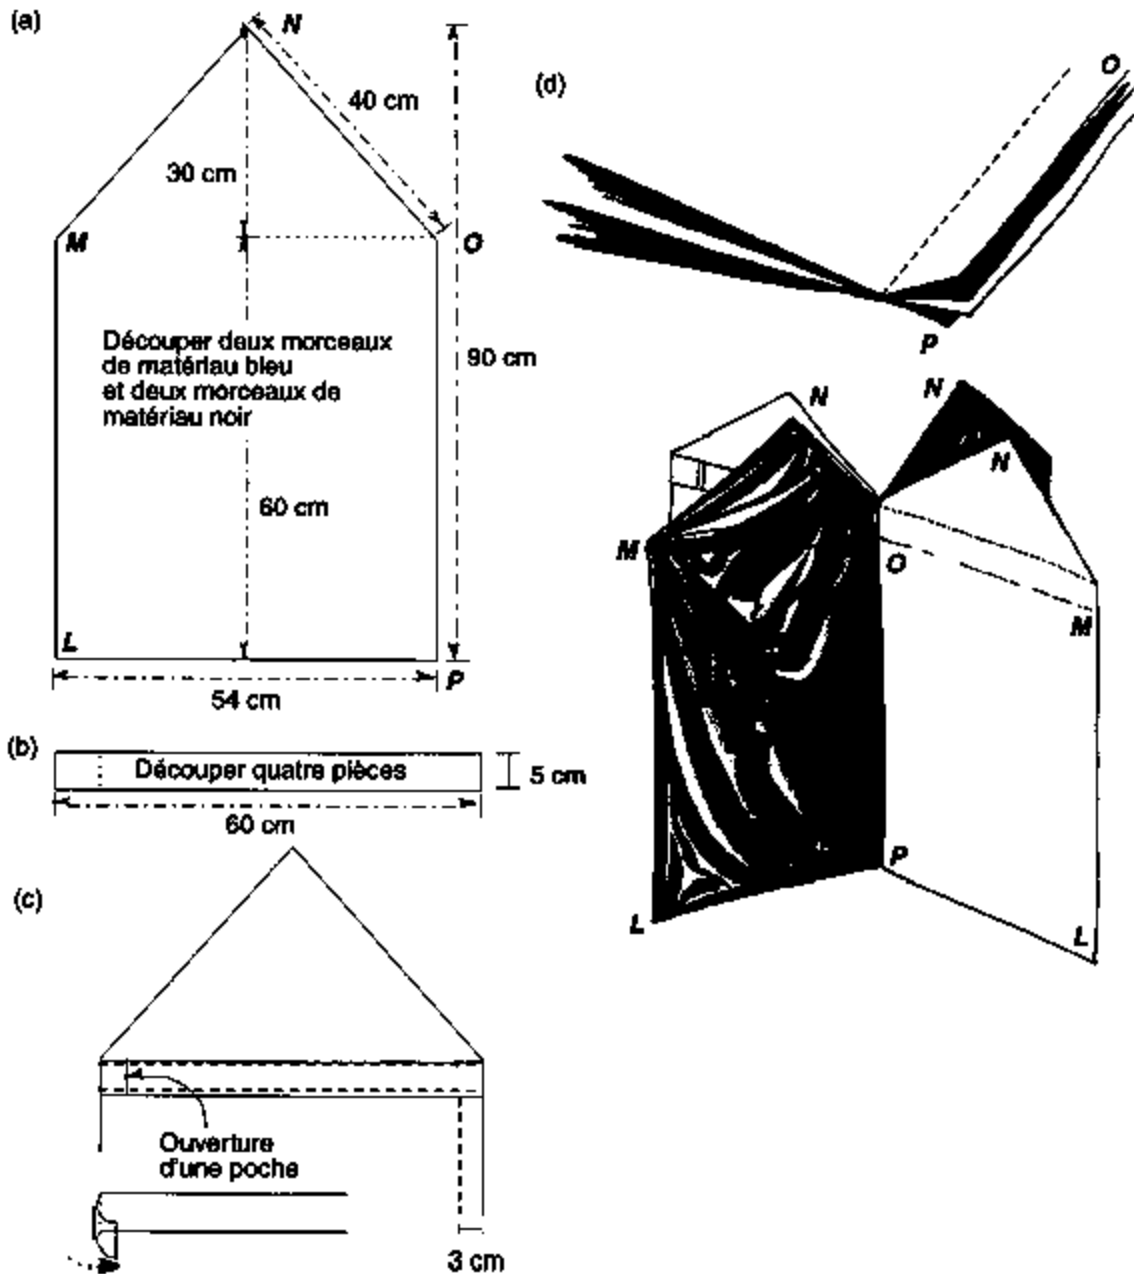 (a)
N
40 cm
30 cm
M
O
Découper deux morceaux
de matériau bleu
et deux morceaux de
matériau noir
90 cm
60 cm
L
P
54 cm
(b)
Découper quatre pièces
5 cm
60 cm
(c)
Ouverture
d'une poche
3 cm
(d)
O
P
N
N
N
M
O
M
P
L
L